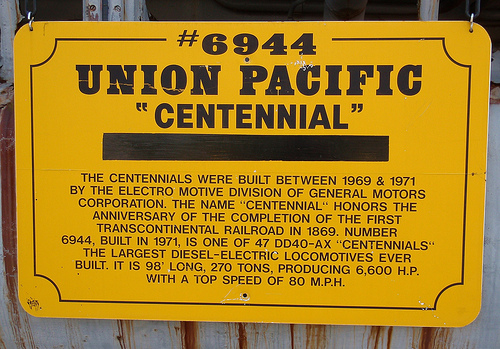 #6944
UNION PACIFIC
"CENTENNIAL"
THE CENTENNIALS WERE BUILT BETWEEN 1969 & 1971
BY THE ELECTRO MOTIVE DIVISION OF GENERAL MOTORS
CORPORATION. THE NAME "CENTENNIAL" HONORS THE
ANNIVERSARY OF THE COMPLETION OF THE FIRST
TRANSCONTINENTAL RAILROAD IN 1869. NUMBER
6944, BUILT IN 1971, IS ONE OF 47 DD40-AX "CENTENNIALS"
THE LARGEST DIESEL-ELECTRIC LOCOMOTIVES EVER
BUILT. IT IS 98' LONG, 270 TONS, PRODUCING 6,600 H.P.
WITH A TOP SPEED OF 80 M.P.H.